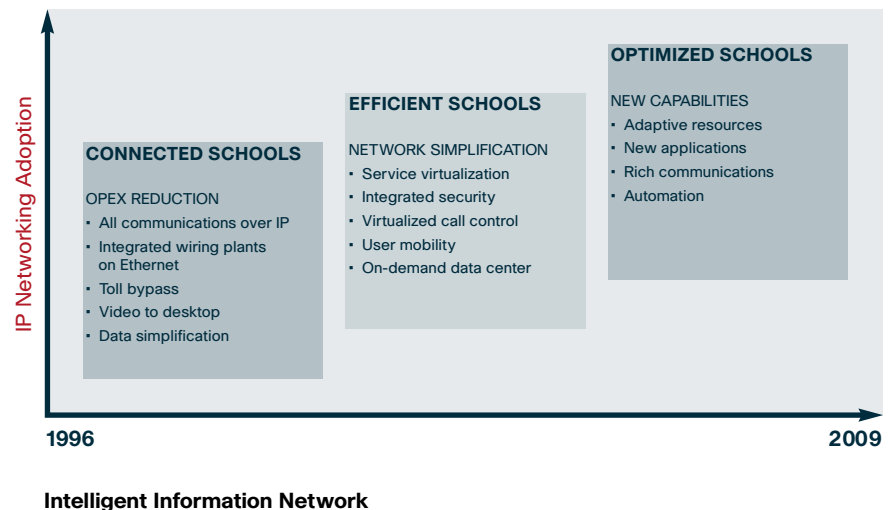 IP Networking Adoption
CONNECTED SCHOOLS
OPEX REDUCTION
▪ All communications over IP
▪ Integrated wiring plants
on Ethernet
▪ Toll bypass
▪ Video to desktop
▪ Data simplification
EFFICIENT SCHOOLS
NETWORK SIMPLIFICATION
▪ Service virtualization
▪ Integrated security
▪ Virtualized call control
▪ User mobility
▪ On-demand data center
OPTIMIZED SCHOOLS
NEW CAPABILITIES
▪ Adaptive resources
▪ New applications
▪ Rich communications
▪ Automation
1996
2009
Intelligent Information Network